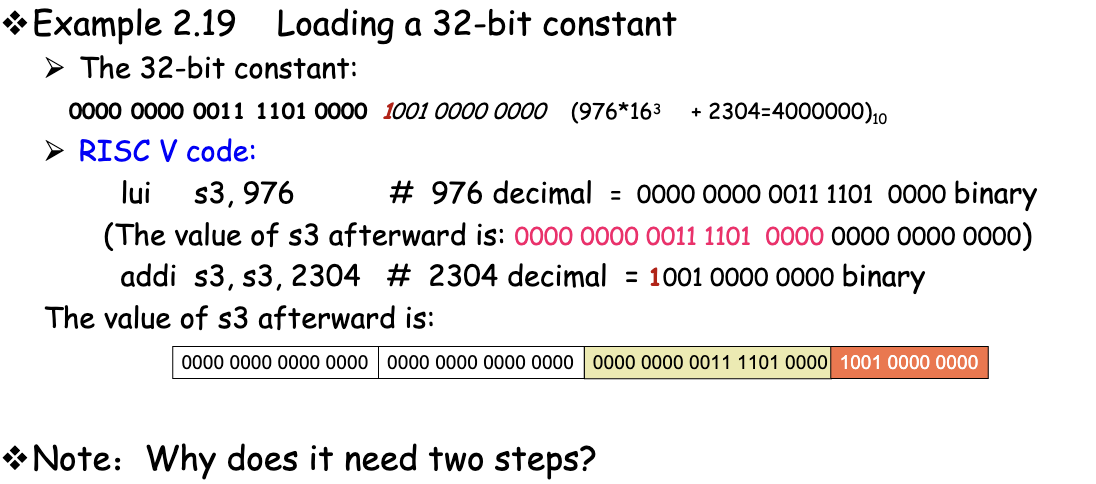 ❖Example 2.19 Loading a 32-bit constant
➢ The 32-bit constant:
0000 0000 0011 1101 0000 1001 0000 0000 (976*16³ + 2304=4000000)₁₀
➢ RISC V code:
lui s3, 976 # 976 decimal = 0000 0000 0011 1101 0000 binary
(The value of s3 afterward is: 0000 0000 0011 1101 0000 0000 0000 0000)
addi s3, s3, 2304 # 2304 decimal = 1001 0000 0000 binary
The value of s3 afterward is:
0000 0000 0000 0000 0000 0000 0000 0000 0000 0000 0011 1101 0000 1001 0000 0000
❖Note：Why does it need two steps?